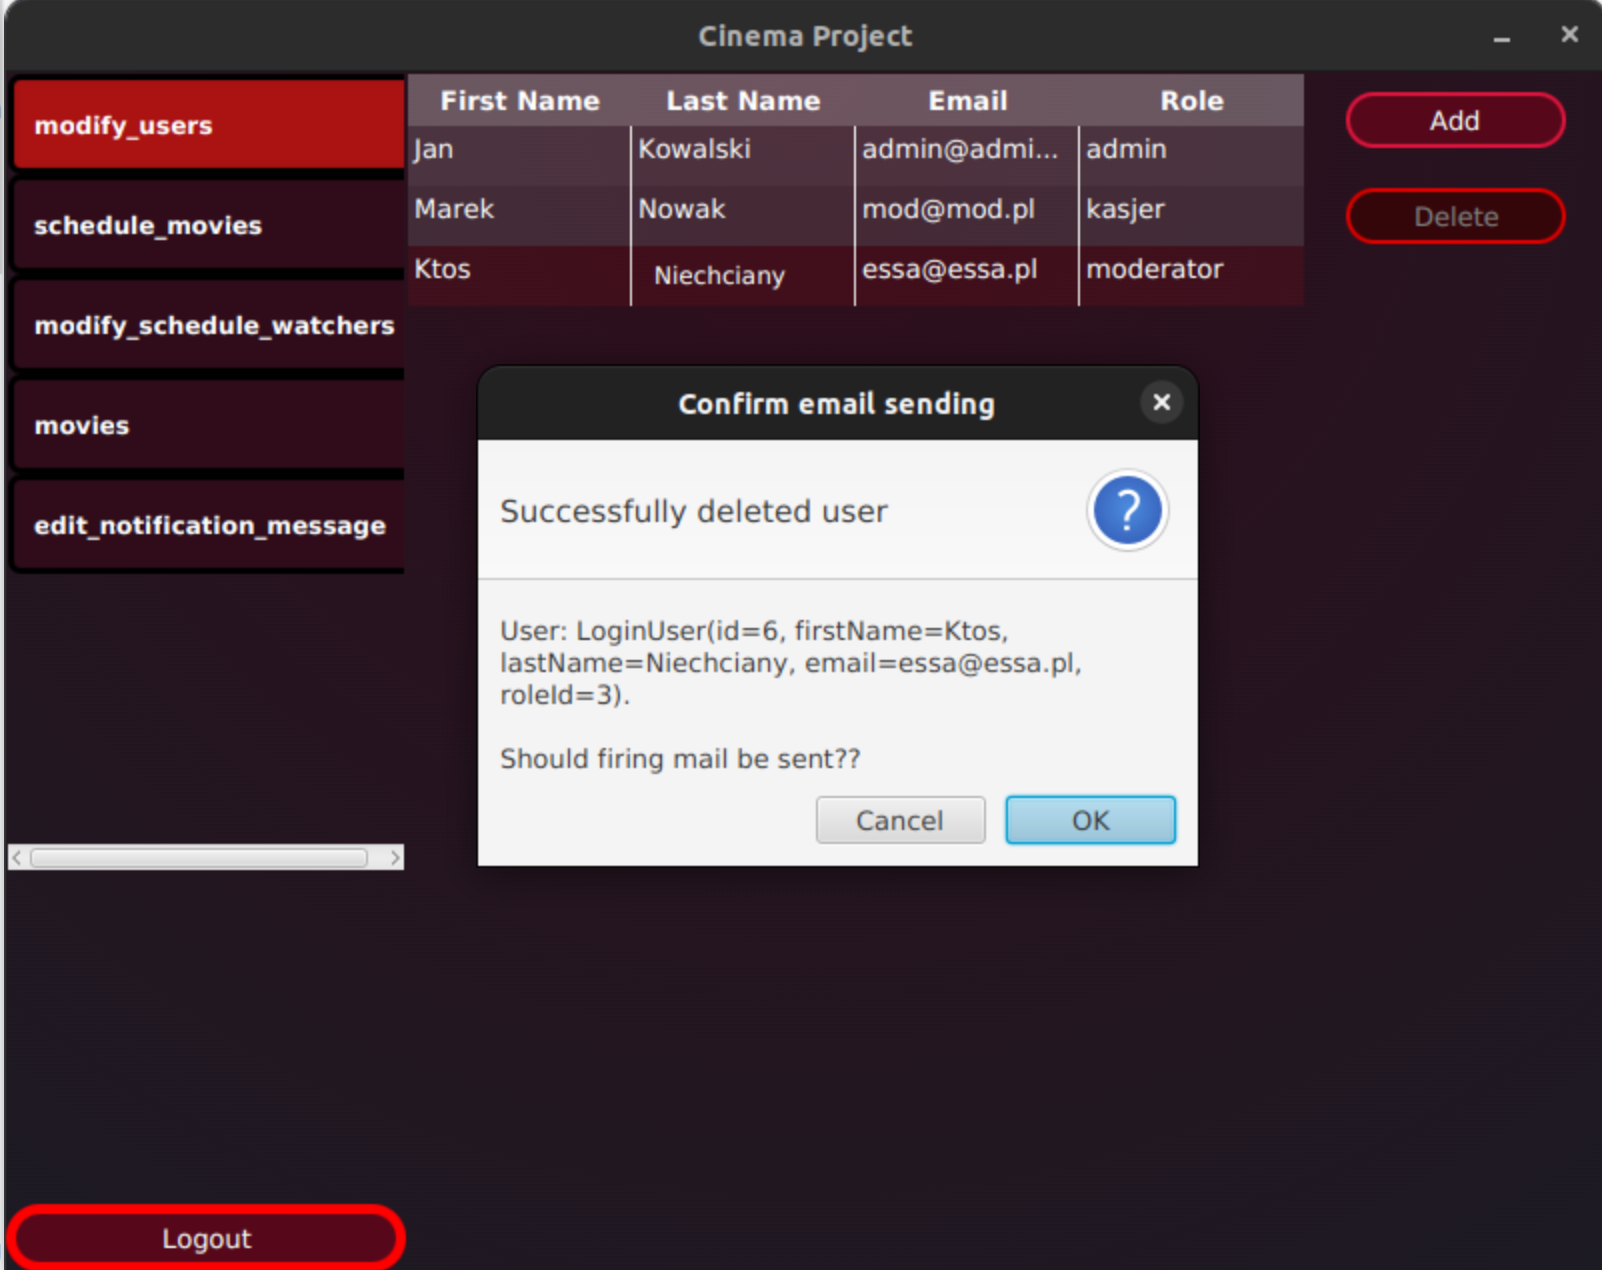 Cinema Project
modify_users
schedule_movies
modify_schedule_watchers
movies
edit_notification_message
First Name Last Name Email Role
Jan Kowalski admin@admi... admin
Marek Nowak mod@mod.pl kasjer
Ktos Niechciany essa@essa.pl moderator
Add
Delete
Confirm email sending
Successfully deleted user
User: LoginUser(id=6, firstName=Ktos,
lastName=Niechciany, email=essa@essa.pl,
roleId=3).
Should firing mail be sent??
Cancel OK
Logout